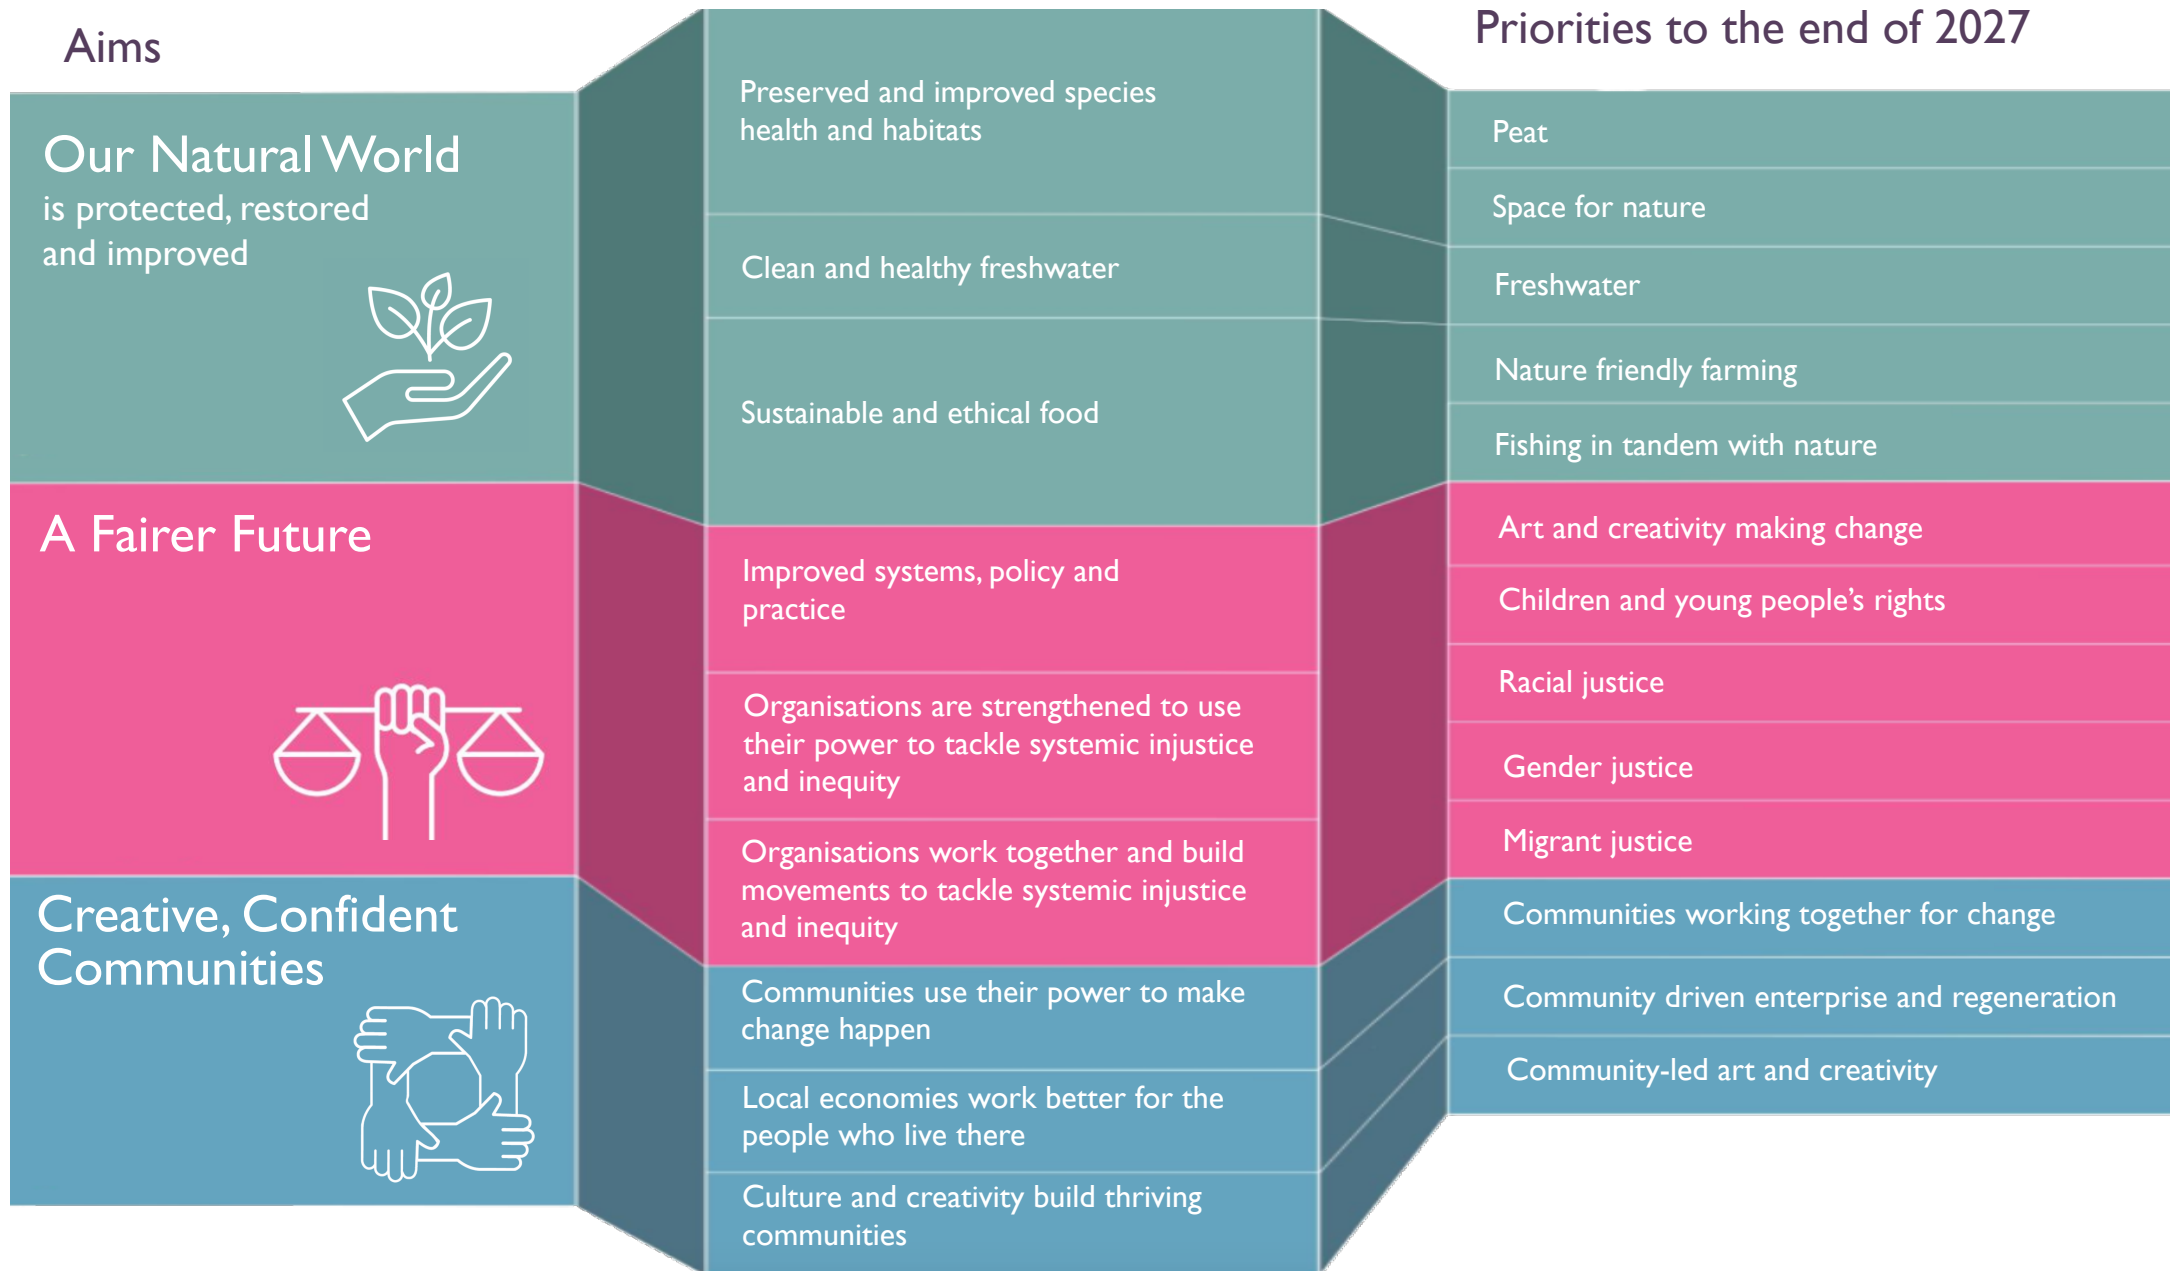 Aims
Our Natural World
is protected, restored
and improved
A Fairer Future
Creative, Confident
Communities
Preserved and improved species
health and habitats
Clean and healthy freshwater
Sustainable and ethical food
Improved systems, policy and
practice
Organisations are strengthened to use
their power to tackle systemic injustice
and inequity
Organisations work together and build
movements to tackle systemic injustice
and inequity
Communities use their power to make
change happen
Local economies work better for the
people who live there
Culture and creativity build thriving
communities
Priorities to the end of 2027
Peat
Space for nature
Freshwater
Nature friendly farming
Fishing in tandem with nature
Art and creativity making change
Children and young people’s rights
Racial justice
Gender justice
Migrant justice
Communities working together for change
Community driven enterprise and regeneration
Community-led art and creativity